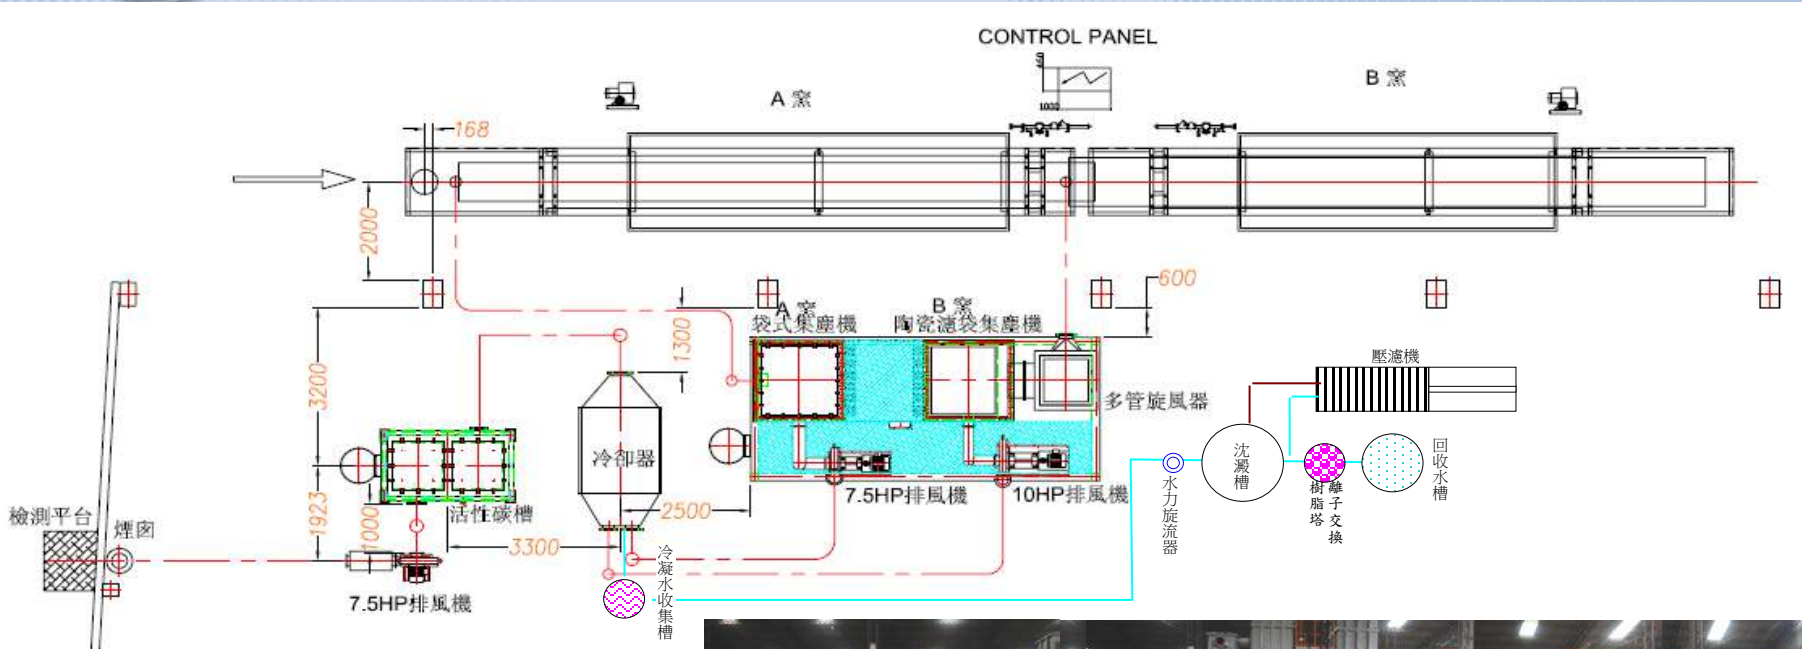 CONTROL PANEL
450
1000
A 窯
B 窯
168
2000
600
A 窯
袋式集塵機
B 窯
陶瓷濾袋集塵機
1300
3200
壓濾機
多管旋風器
冷卻器
沈澱槽
回收水槽
離子交換
樹脂塔
水力旋流器
7.5HP排風機
10HP排風機
2500
活性碳槽
1923
1000
3300
檢測平台
煙囪
冷凝水收集槽
7.5HP排風機